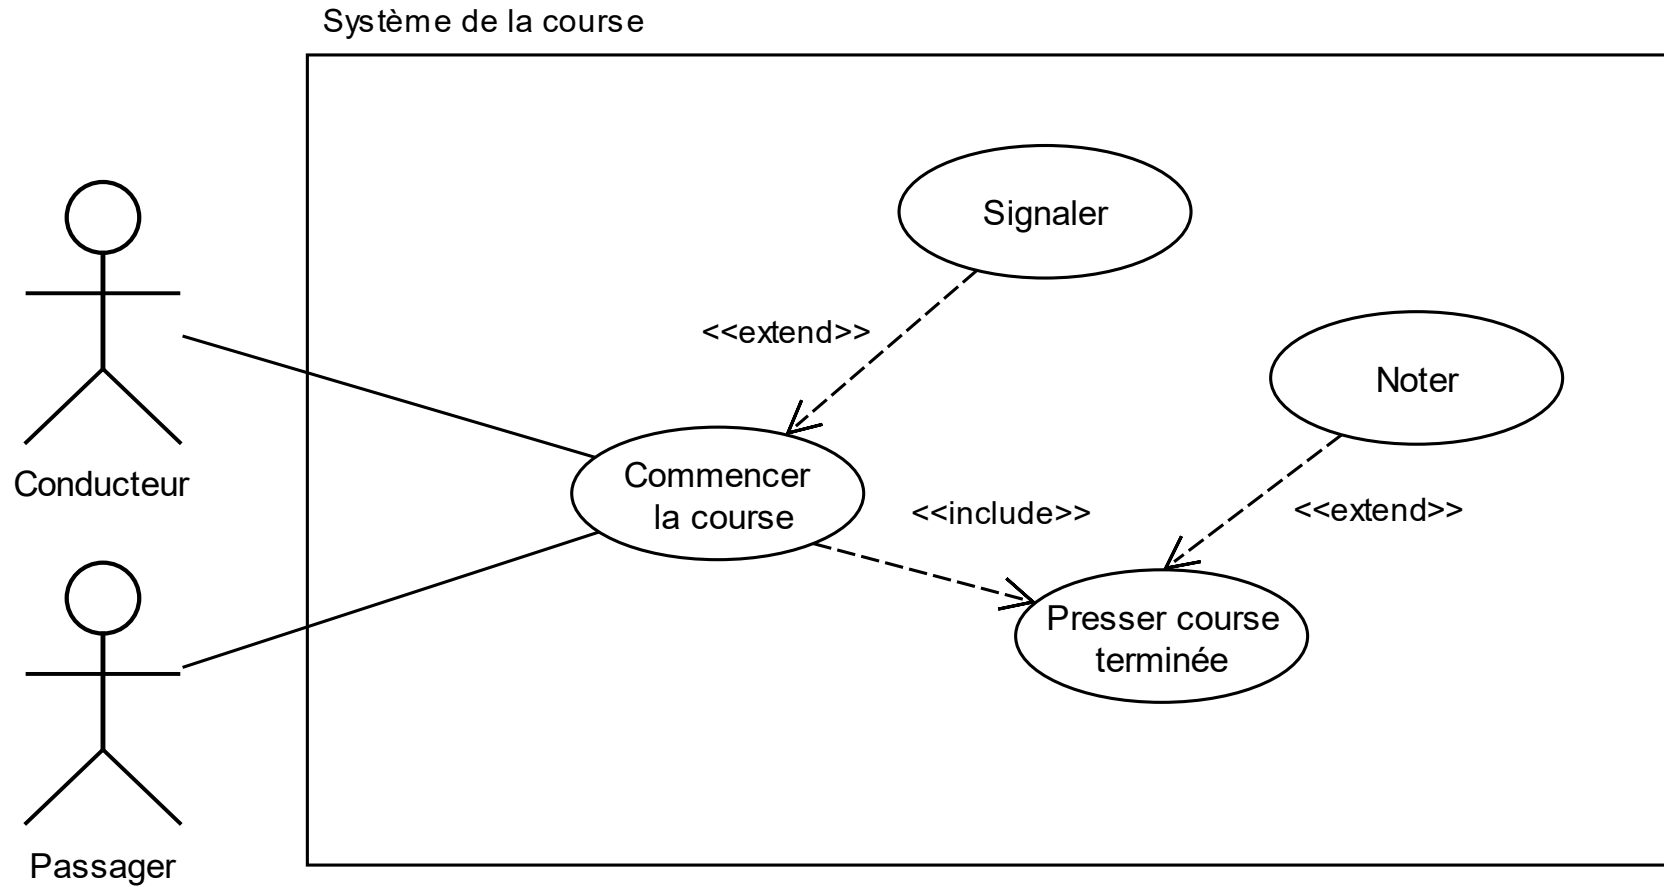 Système de la course
Signaler
<<extend>>
Noter
Commencer
la course
Conducteur
<<include>>
<<extend>>
Presser course
terminée
Passager